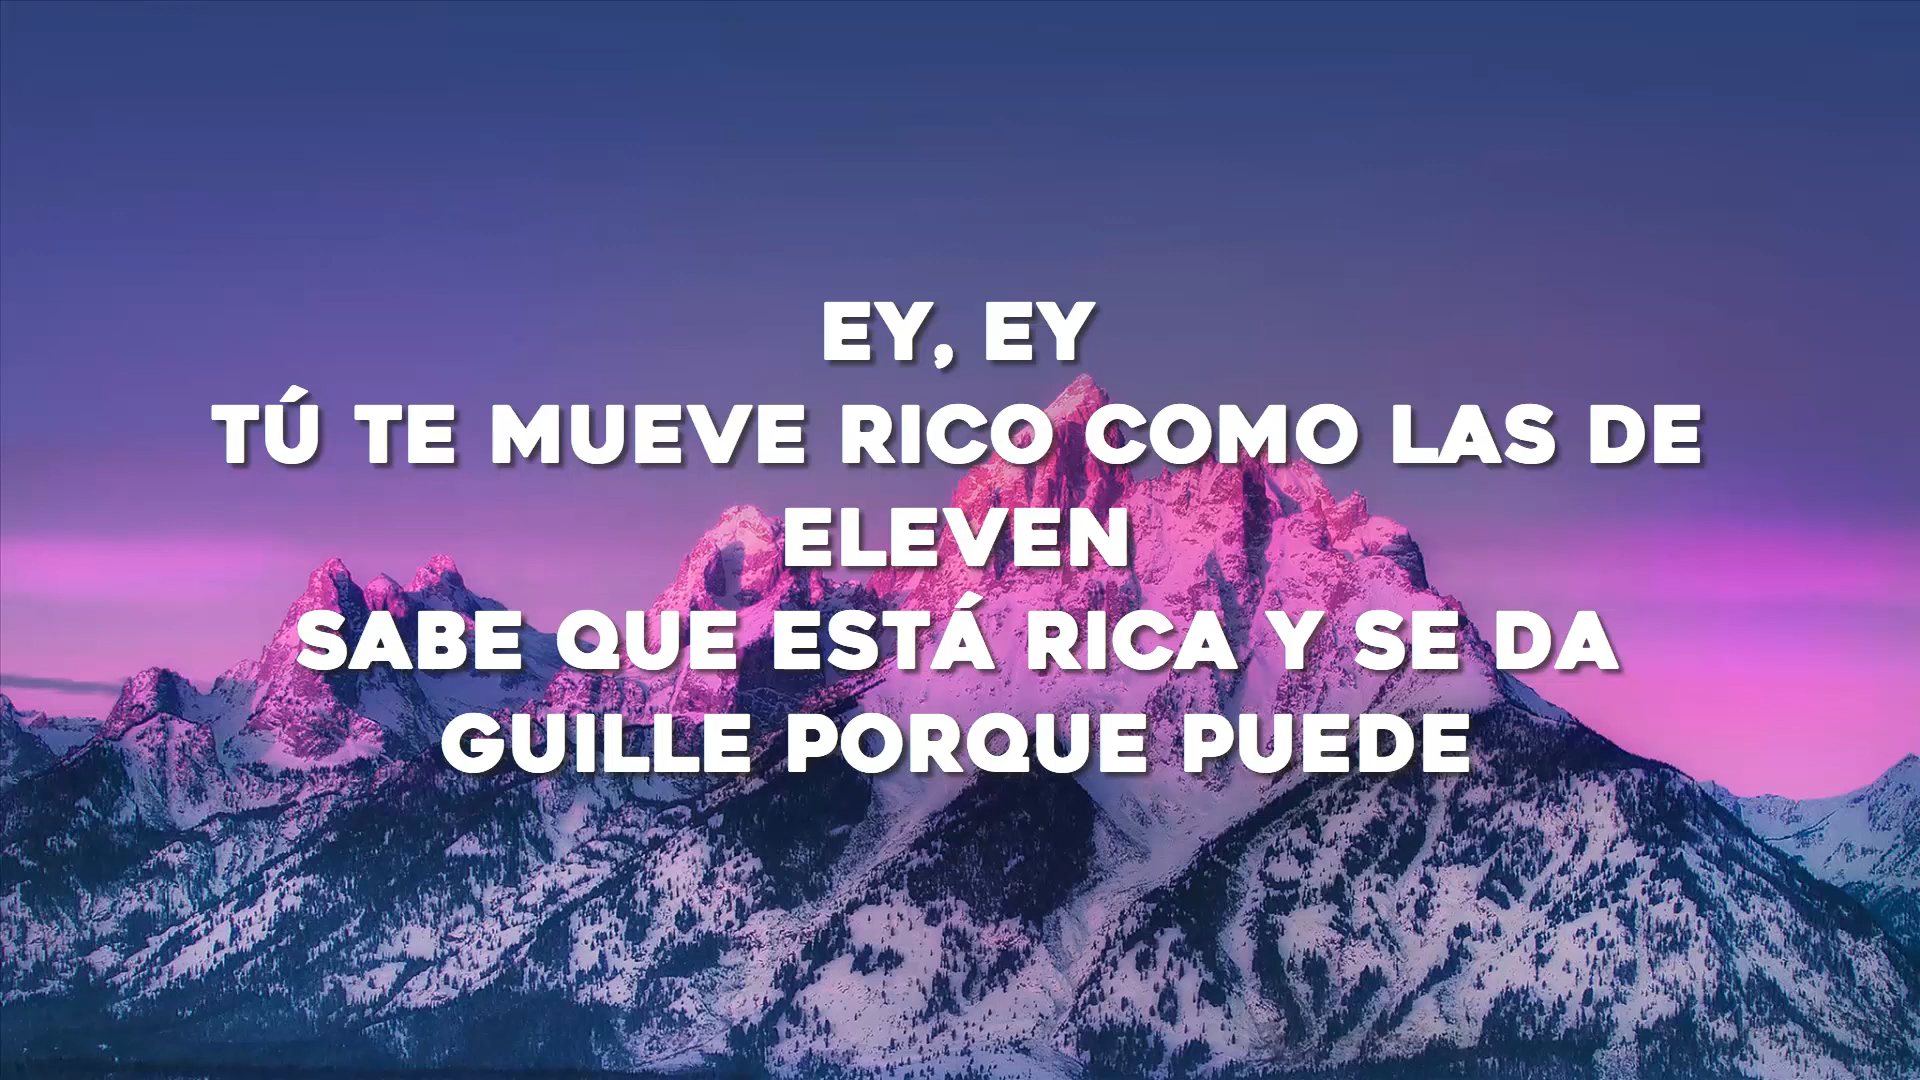 EY, EY
TÚ TE MUEVE RICO COMO LAS DE
ELEVEN
SABE QUE ESTÁ RICA Y SE DA
GUILLE PORQUE PUEDE